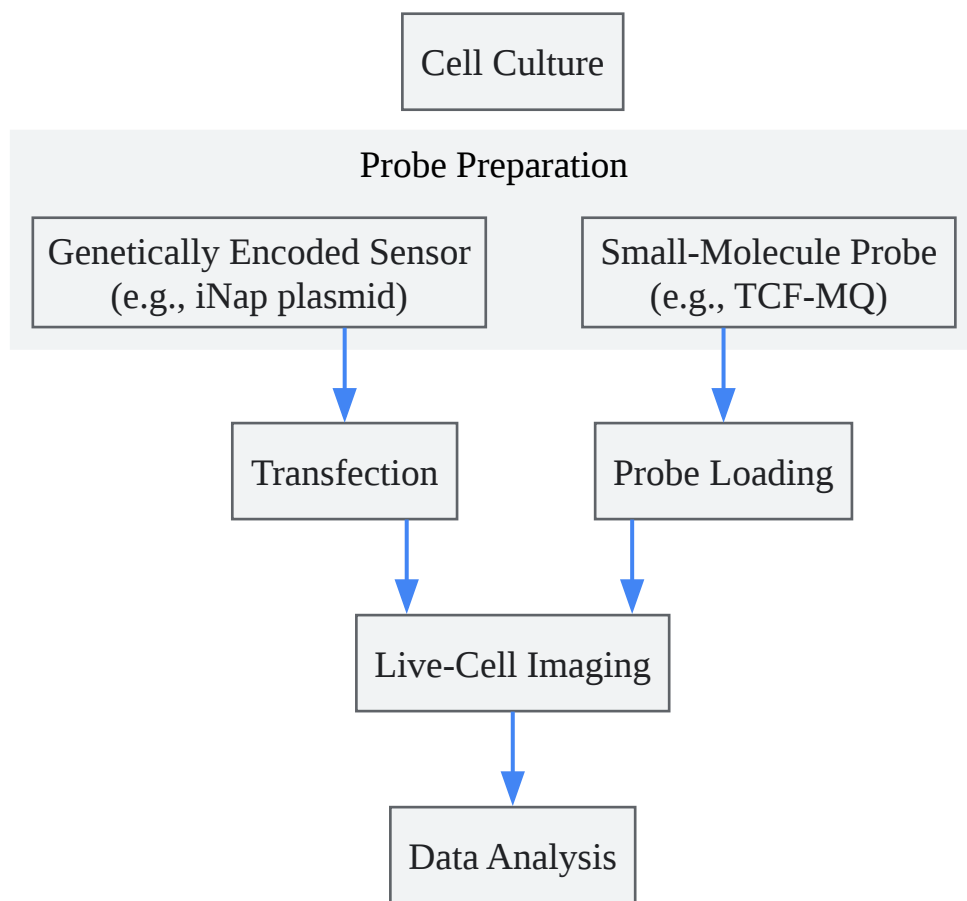 Cell Culture
Probe Preparation
Genetically Encoded Sensor
(e.g., iNap plasmid)
Small-Molecule Probe
(e.g., TCF-MQ)
Transfection
Probe Loading
Live-Cell Imaging
Data Analysis